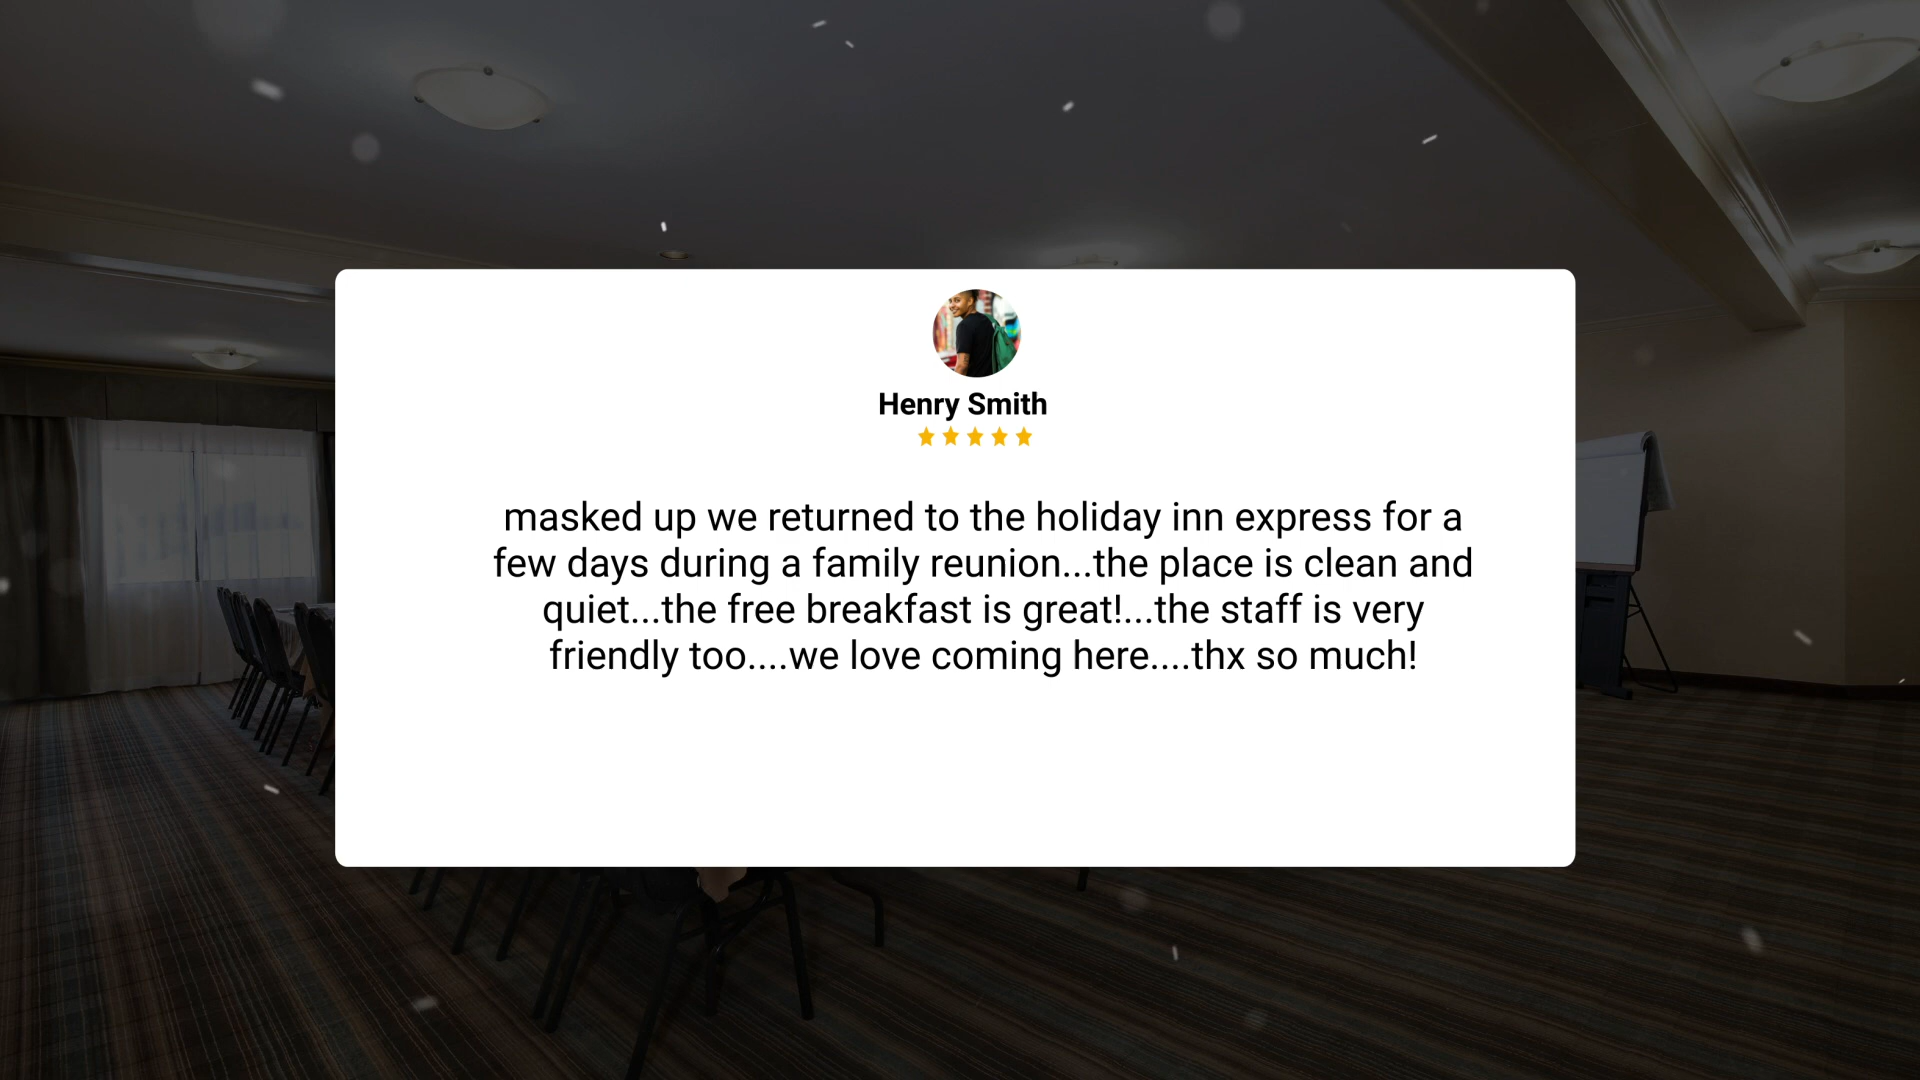 Henry Smith
masked up we returned to the holiday inn express for a
few days during a family reunion...the place is clean and
quiet...the free breakfast is great!...the staff is very
friendly too....we love coming here....thx so much!